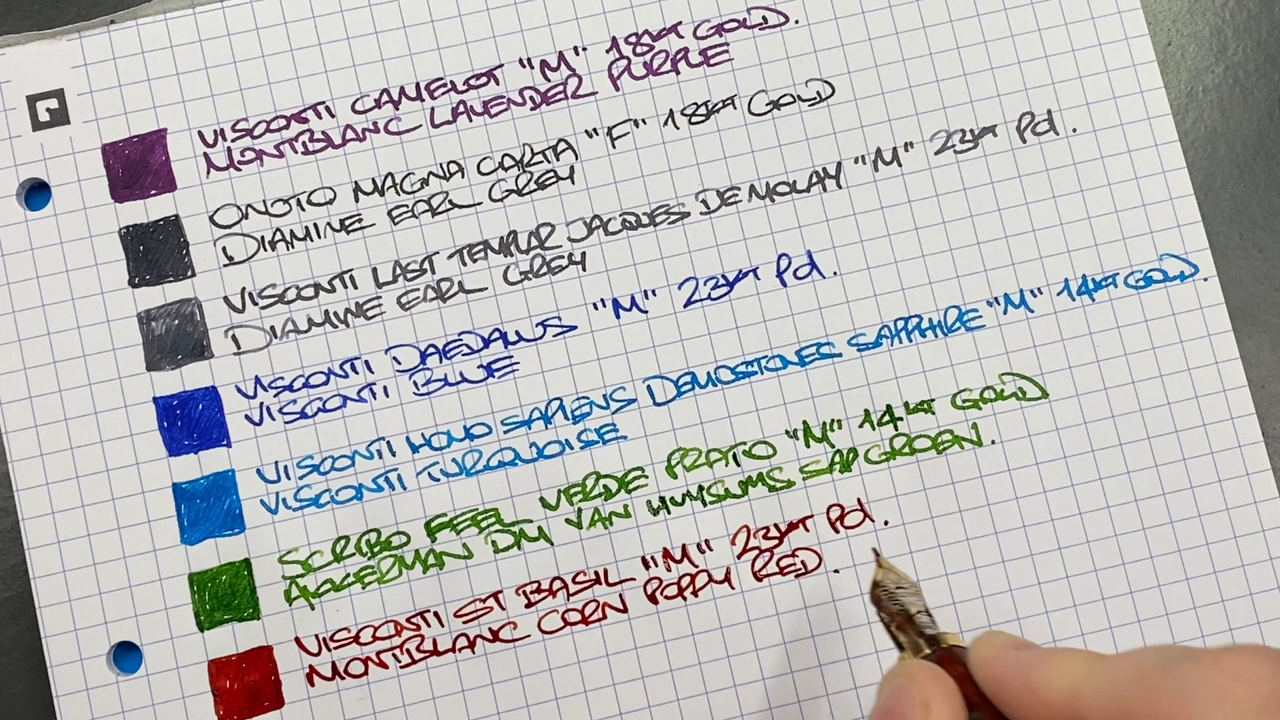 VISCONTI CAMELOT "M" 18kt GOLD.
MONTBLANC LAVENDER PURPLE
ONOTO MAGNA CARTA "F" 18kt GOLD
DIAMINE EARL GREY
VISCONTI LAST TEMPLAR JACQUES DE MOLAY "M" 23kt Pd.
DIAMINE EARL GREY
VISCONTI DAEDALUS "M" 23kt Pd.
VISCONTI BLUE
VISCONTI HOMO SAPIENS DEMOSTONES SAPPHIRE "M" 14kt GOLD.
VISCONTI TURQUOISE
SCRIBO FEEL VERDE PRATO "M" 14kt GOLD
AKKERMAN DM VAN HUYSUMS SAP GROEN.
VISCONTI ST BASIL "M" 23kt Pd.
MONTBLANC CORN POPPY RED.